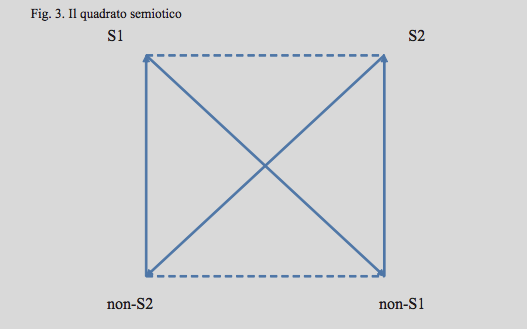 Fig. 3. Il quadrato semiotico
S1 S2
non-S2 non-S1